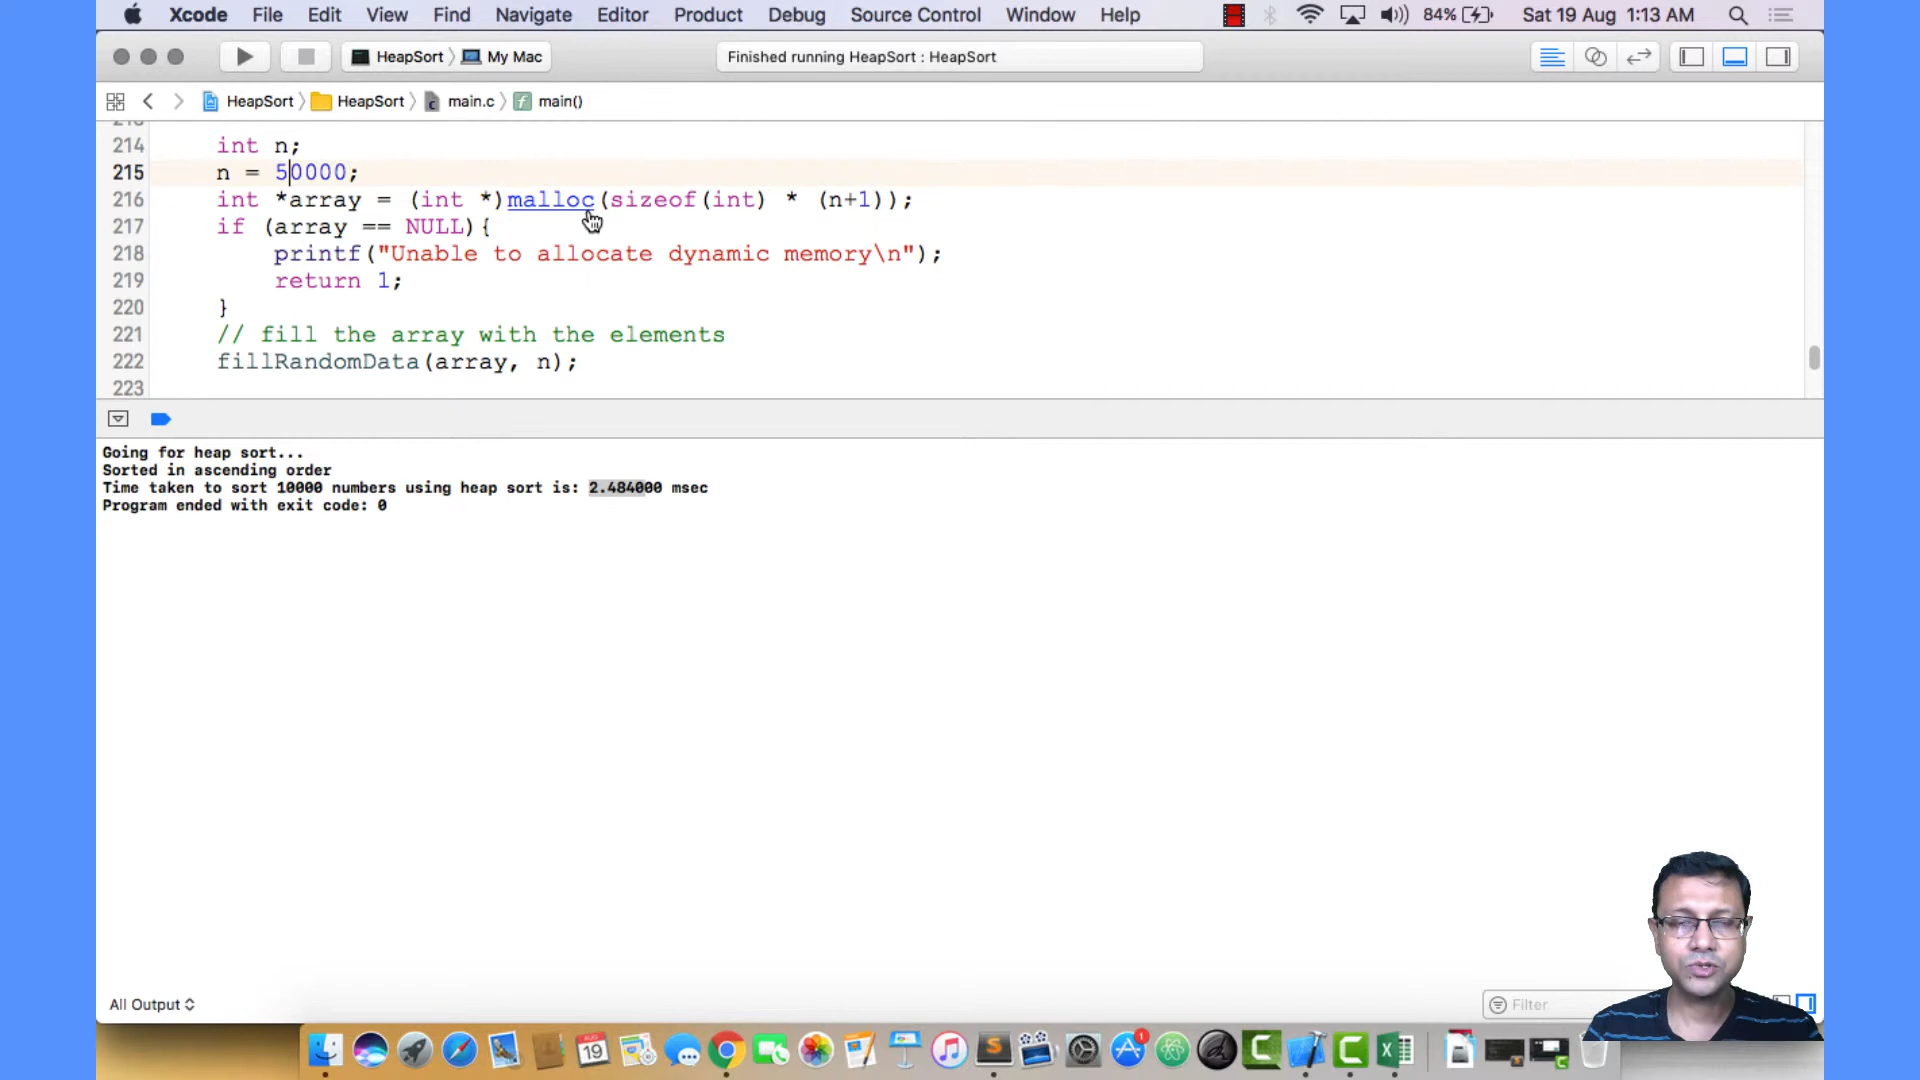 Xcode File Edit View Find Navigate Editor Product Debug Source Control Window Help 84% Sat 19 Aug 1:13 AM
HeapSort My Mac Finished running HeapSort : HeapSort
HeapSort HeapSort main.c main()
214 int n;
215 n = 50000;
216 int *array = (int *)malloc(sizeof(int) * (n+1));
217 if (array == NULL){
218 printf("Unable to allocate dynamic memory\n");
219 return 1;
220 }
221 // fill the array with the elements
222 fillRandomData(array, n);
223
Going for heap sort...
Sorted in ascending order
Time taken to sort 10000 numbers using heap sort is: 2.484000 msec
Program ended with exit code: 0
All Output Filter
AUG
19
1